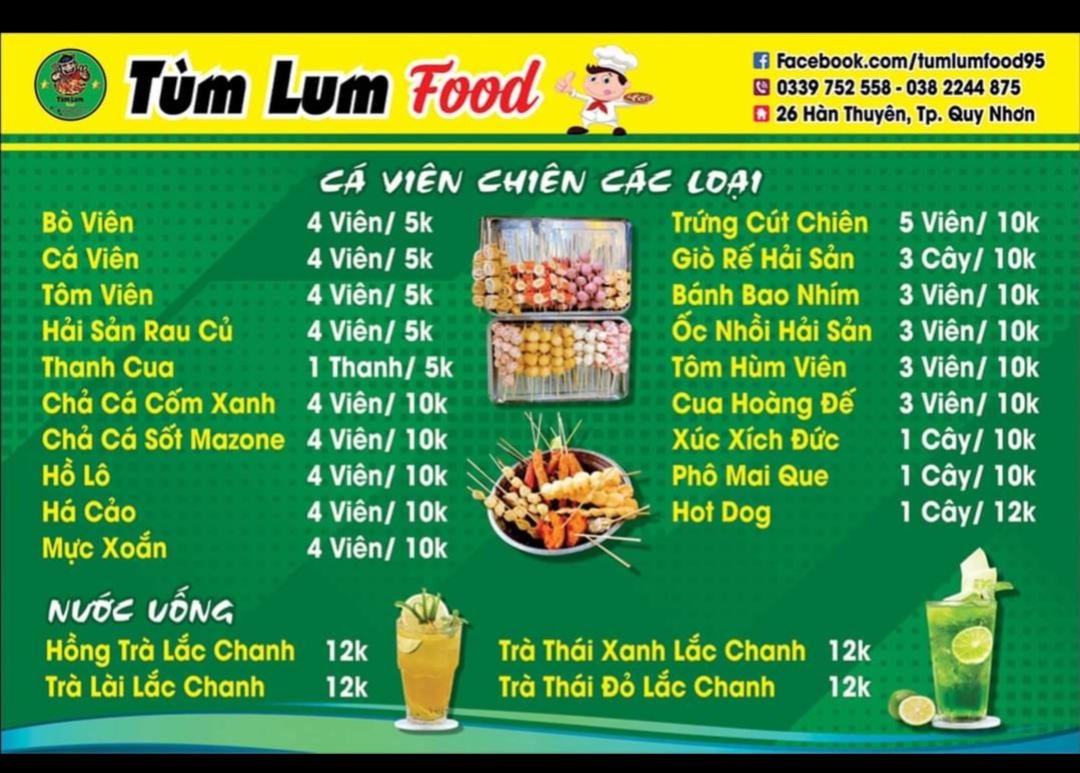 Tùm Lum Food
Facebook.com/tumlumfood95
0339 752 558 - 038 2244 875
26 Hàn Thuyên, Tp. Quy Nhơn
CÁ VIÊN CHIÊN CÁC LOẠI
Bò Viên 4 Viên/ 5k
Cá Viên 4 Viên/ 5k
Tôm Viên 4 Viên/ 5k
Hải Sản Rau Củ 4 Viên/ 5k
Thanh Cua 1 Thanh/ 5k
Chả Cá Cốm Xanh 4 Viên/ 10k
Chả Cá Sốt Mazone 4 Viên/ 10k
Hồ Lô 4 Viên/ 10k
Há Cảo 4 Viên/ 10k
Mực Xoắn 4 Viên/ 10k
Trứng Cút Chiên 5 Viên/ 10k
Giò Rế Hải Sản 3 Cây/ 10k
Bánh Bao Nhím 3 Viên/ 10k
Ốc Nhồi Hải Sản 3 Viên/ 10k
Tôm Hùm Viên 3 Viên/ 10k
Cua Hoàng Đế 3 Viên/ 10k
Xúc Xích Đức 1 Cây/ 10k
Phô Mai Que 1 Cây/ 10k
Hot Dog 1 Cây/ 12k
NƯỚC UỐNG
Hồng Trà Lắc Chanh 12k
Trà Lài Lắc Chanh 12k
Trà Thái Xanh Lắc Chanh 12k
Trà Thái Đỏ Lắc Chanh 12k